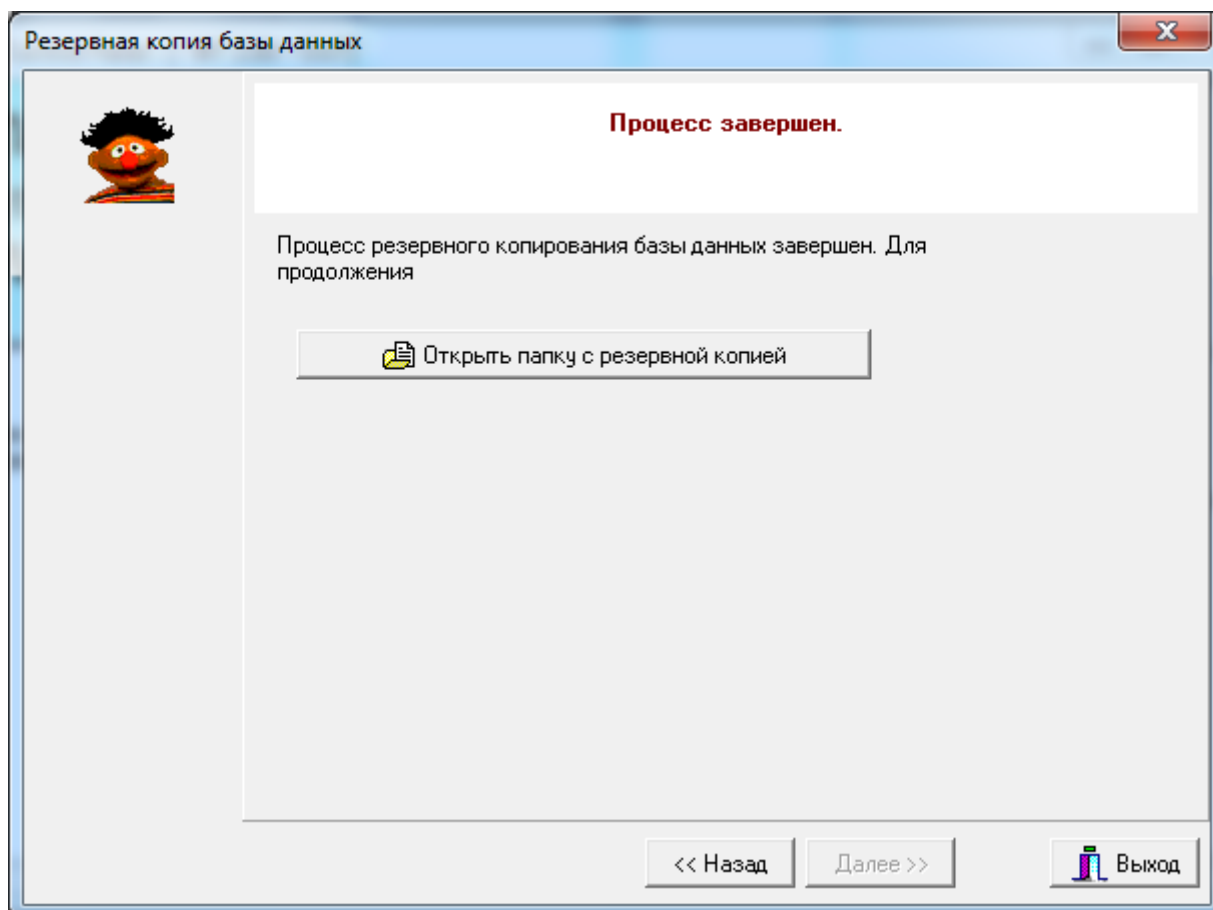 Резервная копия базы данных
Процесс завершен.
Процесс резервного копирования базы данных завершен. Для
продолжения
Открыть папку с резервной копией
<< Назад
Далее >>
Выход